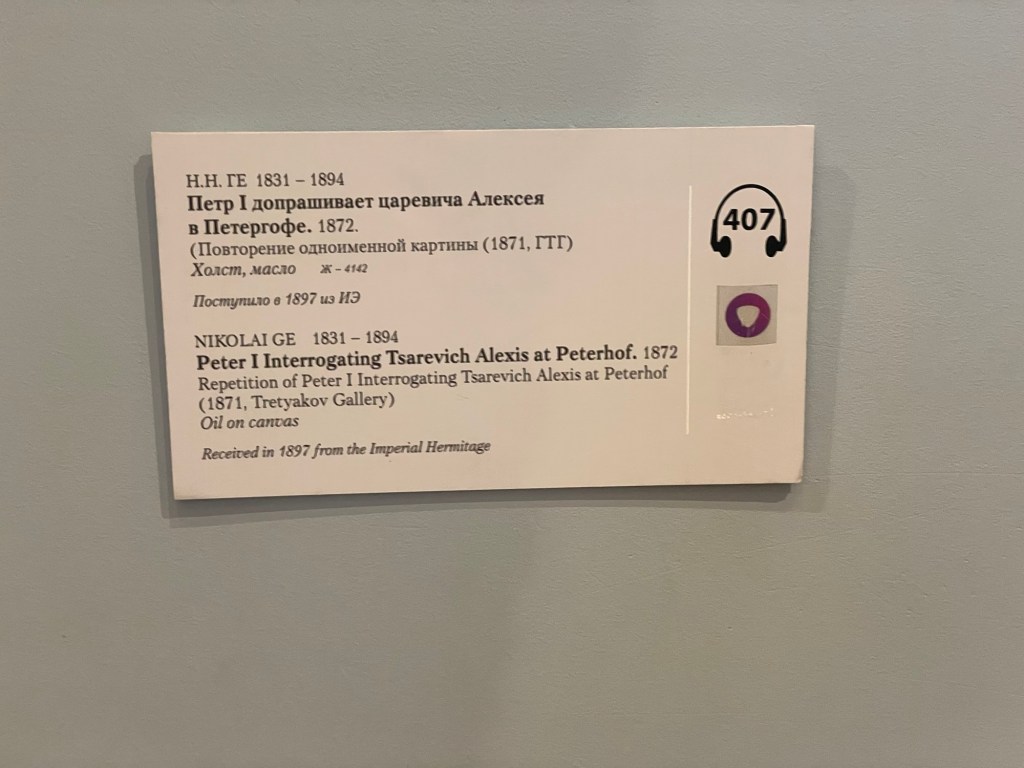 Н.Н. ГЕ 1831 – 1894
Петр I допрашивает царевича Алексея
в Петергофе. 1872.
(Повторение одноименной картины (1871, ГТГ)
Холст, масло Ж – 4142
Поступило в 1897 из ИЭ
NIKOLAI GE 1831 – 1894
Peter I Interrogating Tsarevich Alexis at Peterhof. 1872
Repetition of Peter I Interrogating Tsarevich Alexis at Peterhof
(1871, Tretyakov Gallery)
Oil on canvas
Received in 1897 from the Imperial Hermitage
407